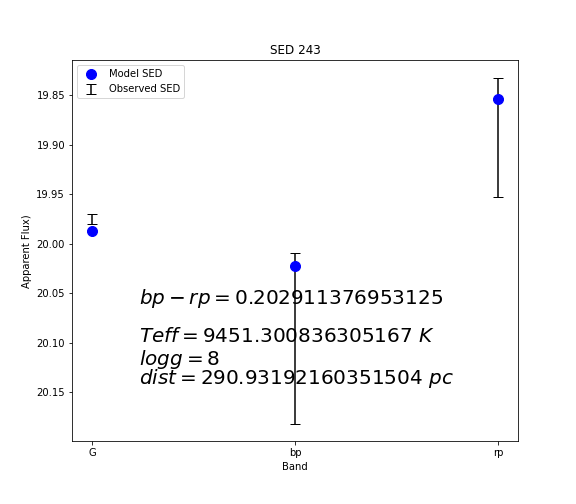 SED 243
Model SED
Observed SED
19.85
19.90
19.95
20.00
20.05
20.10
20.15
Apparent Flux)
bp − rp = 0.202911376953125
Teff = 9451.300836305167 K
logg = 8
dist = 290.93192160351504 pc
G bp rp
Band